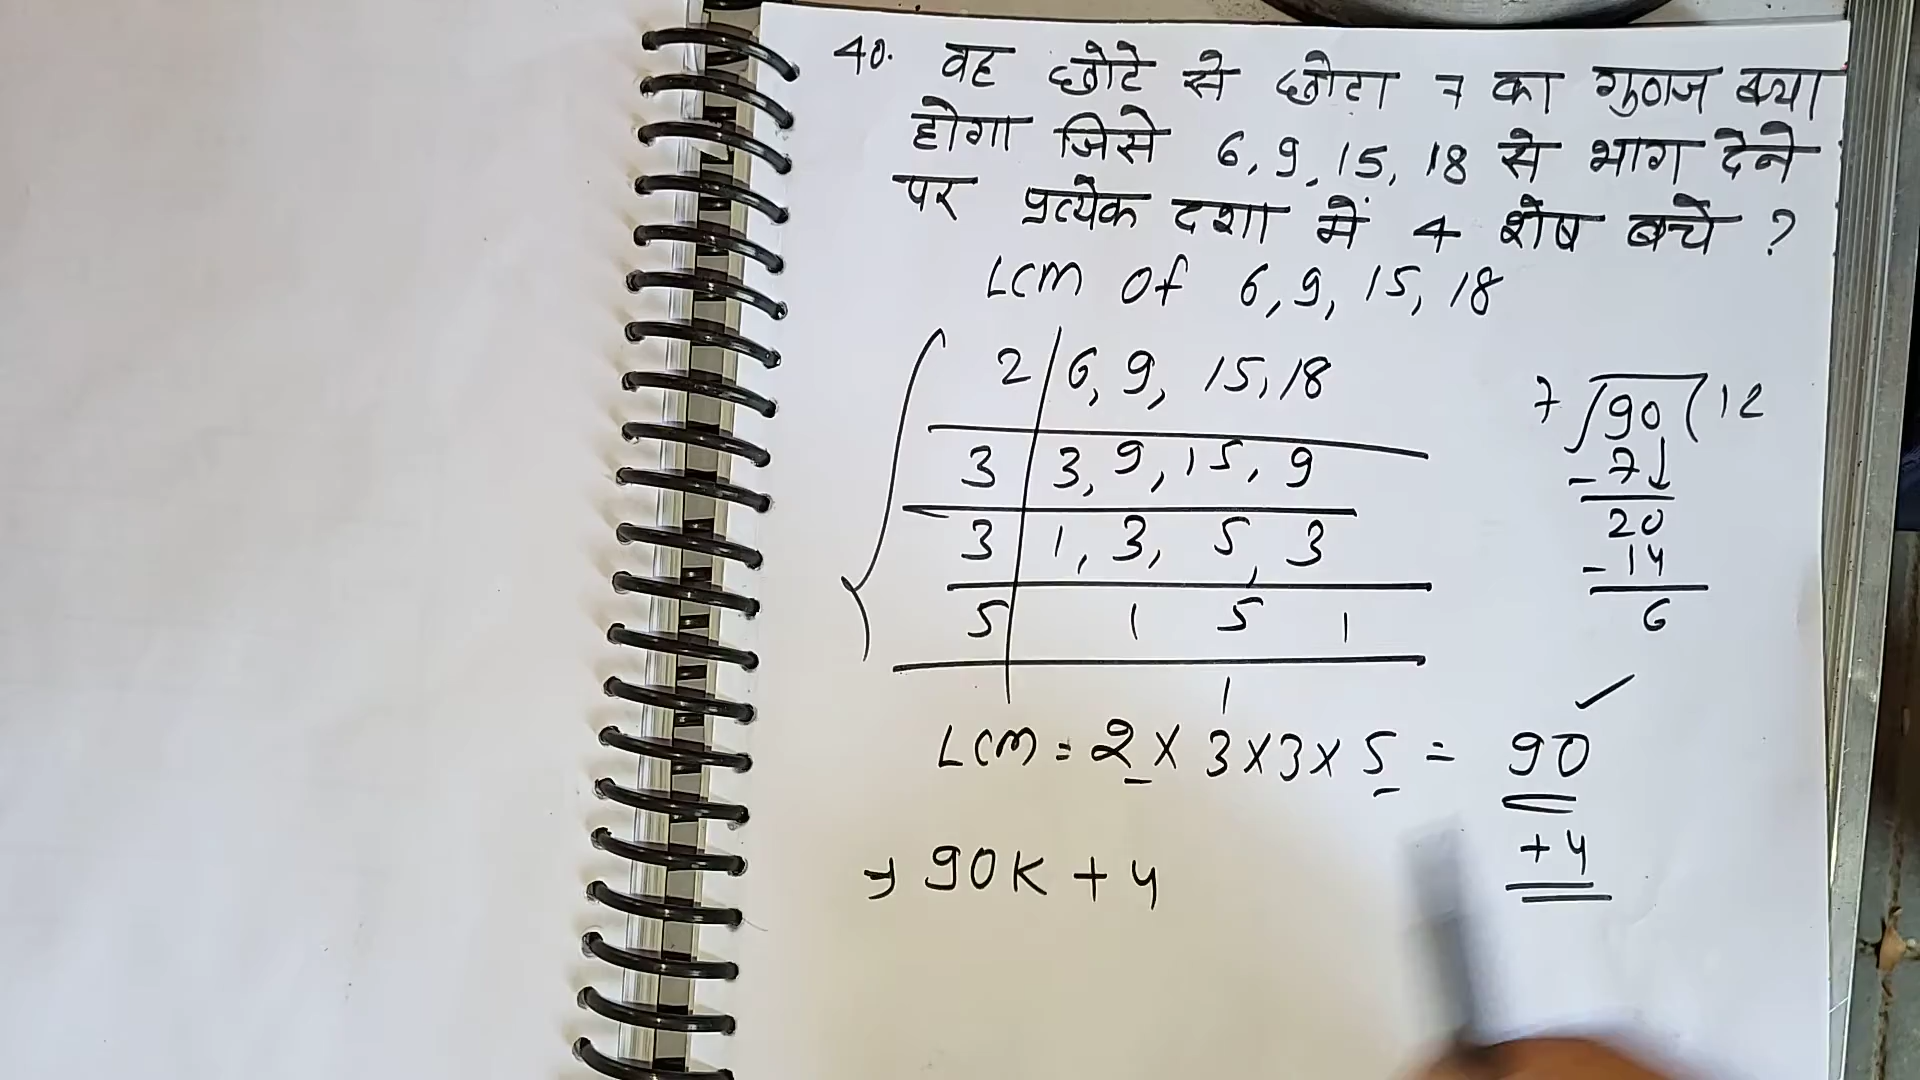 40. वह छोटे से छोटा 7 का गुणज क्या
होगा जिसे 6, 9, 15, 18 से भाग देने
पर प्रत्येक दशा में 4 शेष बचे ?
LCM of 6, 9, 15, 18
2 | 6, 9, 15, 18
3 | 3, 9, 15, 9
3 | 1, 3, 5, 3
5 | 1 5 1
1
7 ) 90 ( 12
- 7↓
20
- 14
6
LCM = 2 × 3 × 3 × 5 = 90 ✓
+ 4
→ 90K + 4